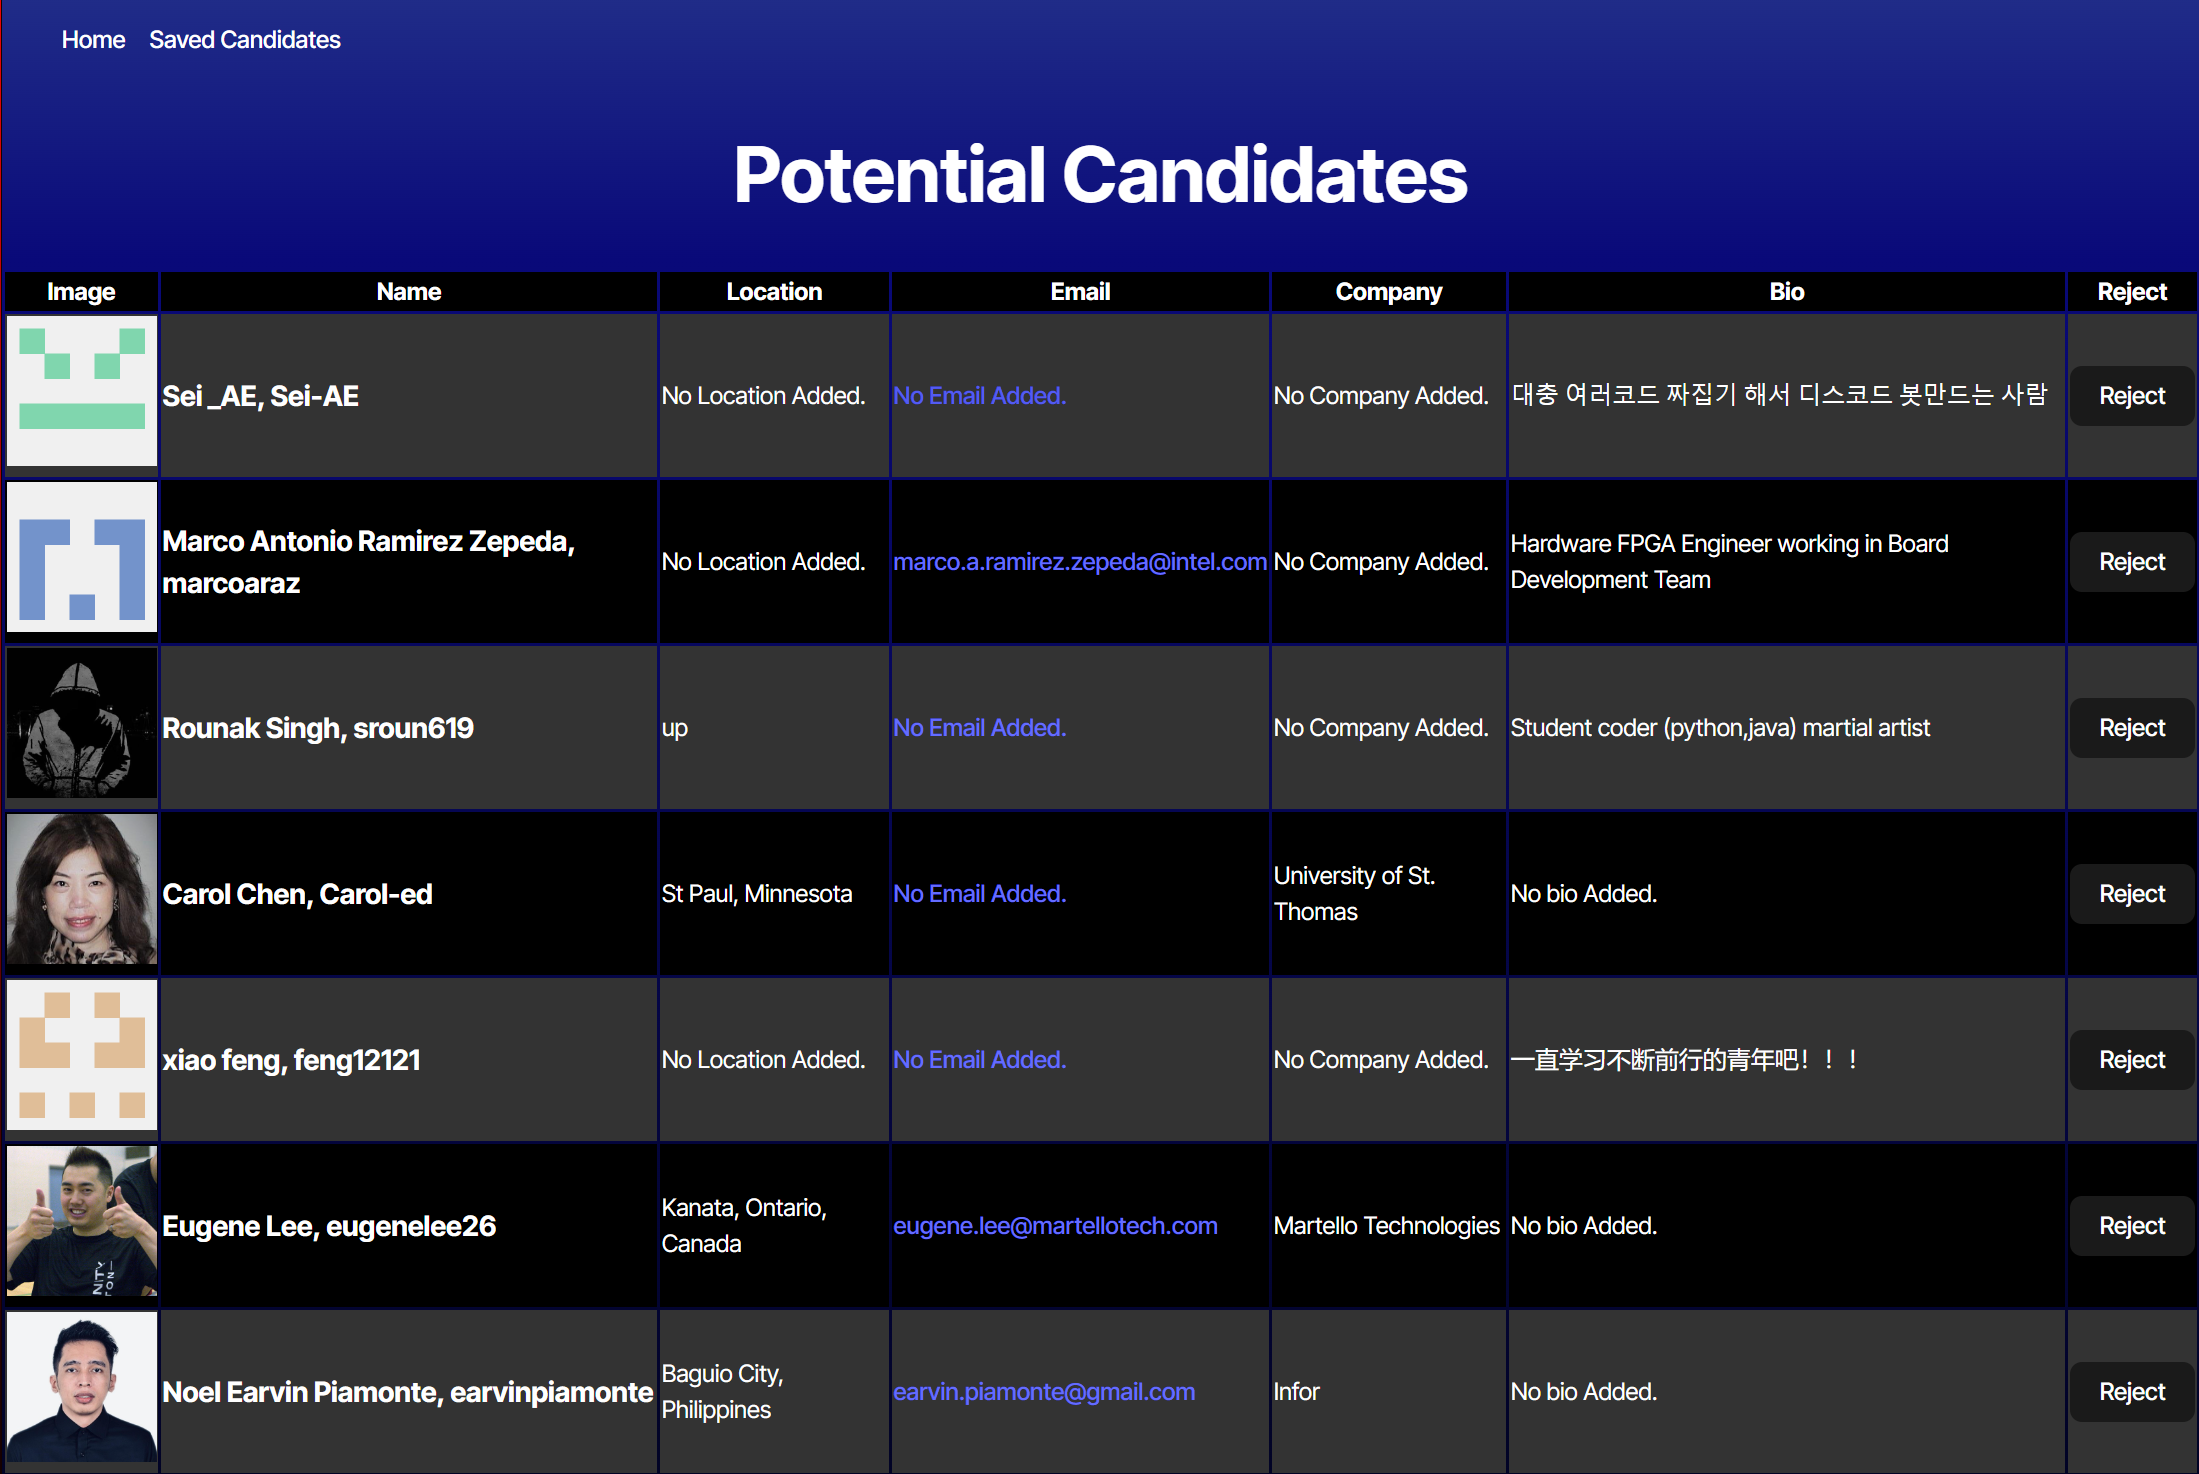 Home Saved Candidates
Potential Candidates
Image Name Location Email Company Bio Reject
Sei _AE, Sei-AE No Location Added. No Email Added. No Company Added. 대충 여러코드 짜집기 해서 디스코드 봇만드는 사람 Reject
Marco Antonio Ramirez Zepeda,
marcoaraz
No Location Added. marco.a.ramirez.zepeda@intel.com No Company Added.
Hardware FPGA Engineer working in Board
Development Team
Reject
Rounak Singh, sroun619 up No Email Added. No Company Added. Student coder (python,java) martial artist Reject
Carol Chen, Carol-ed St Paul, Minnesota No Email Added.
University of St.
Thomas
No bio Added. Reject
xiao feng, feng12121 No Location Added. No Email Added. No Company Added. 一直学习不断前行的青年吧！！！ Reject
Eugene Lee, eugenelee26
Kanata, Ontario,
Canada
eugene.lee@martellotech.com Martello Technologies No bio Added. Reject
Noel Earvin Piamonte, earvinpiamonte
Baguio City,
Philippines
earvin.piamonte@gmail.com Infor No bio Added. Reject